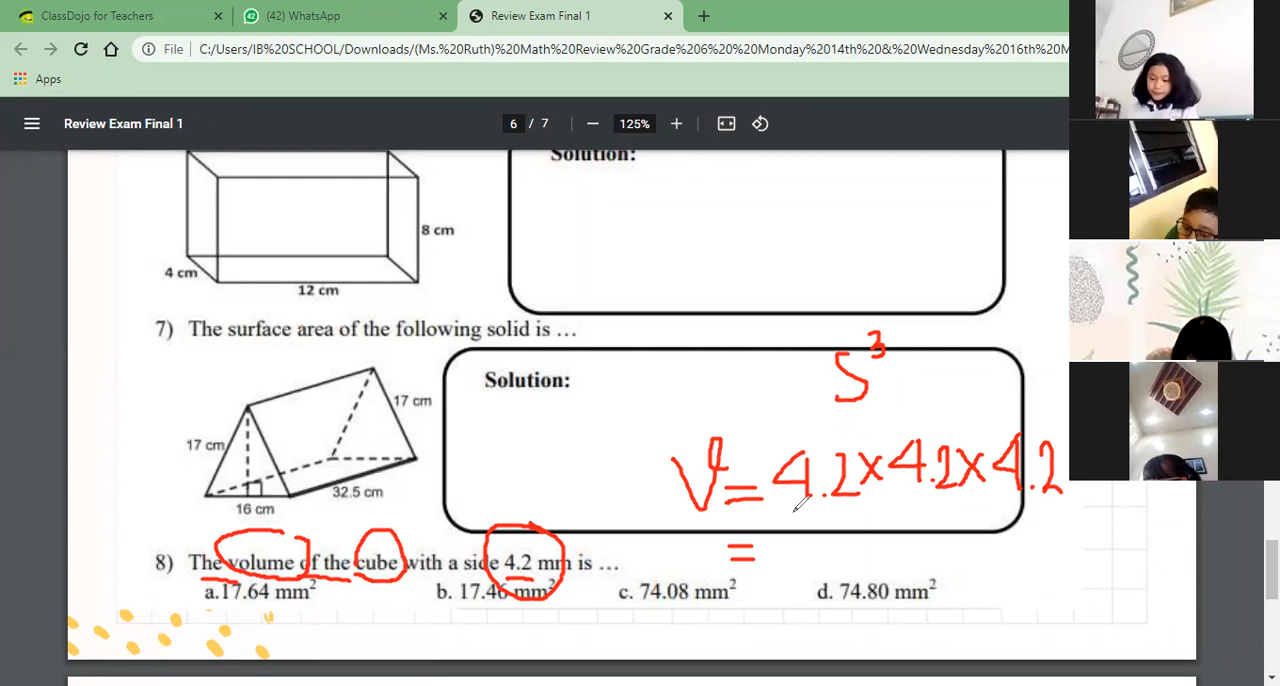 ClassDojo for Teachers
(42) WhatsApp
Review Exam Final 1
File
C:/Users/IB%20SCHOOL/Downloads/(Ms.%20Ruth)%20Math%20Review%20Grade%206%20%20Monday%2014th%20&%20Wednesday%2016th%20M
Apps
Review Exam Final 1
6 / 7
125%
Solution:
8 cm
4 cm
12 cm
7) The surface area of the following solid is …
S³
Solution:
17 cm
17 cm
V = 4.2 x 4.2 x 4.2
32.5 cm
16 cm
=
8) The volume of the cube with a side 4.2 mm is …
a.17.64 mm²
b. 17.46 mm²
c. 74.08 mm²
d. 74.80 mm²